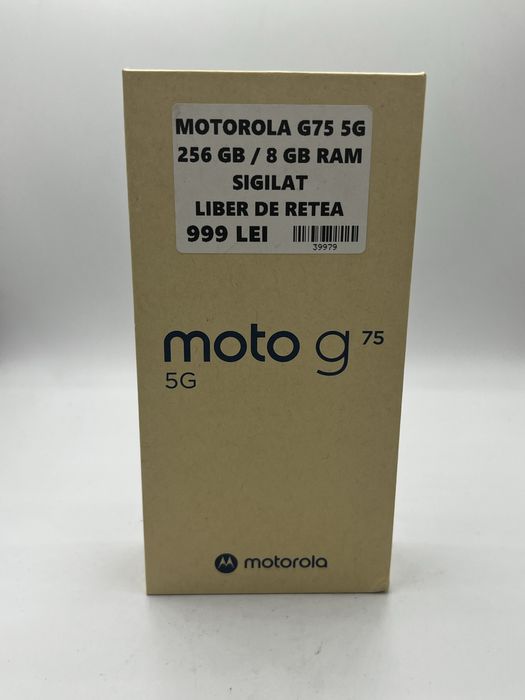 MOTOROLA G75 5G
256 GB / 8 GB RAM
SIGILAT
LIBER DE RETEA
999 LEI
39979
moto g 75
5G
motorola